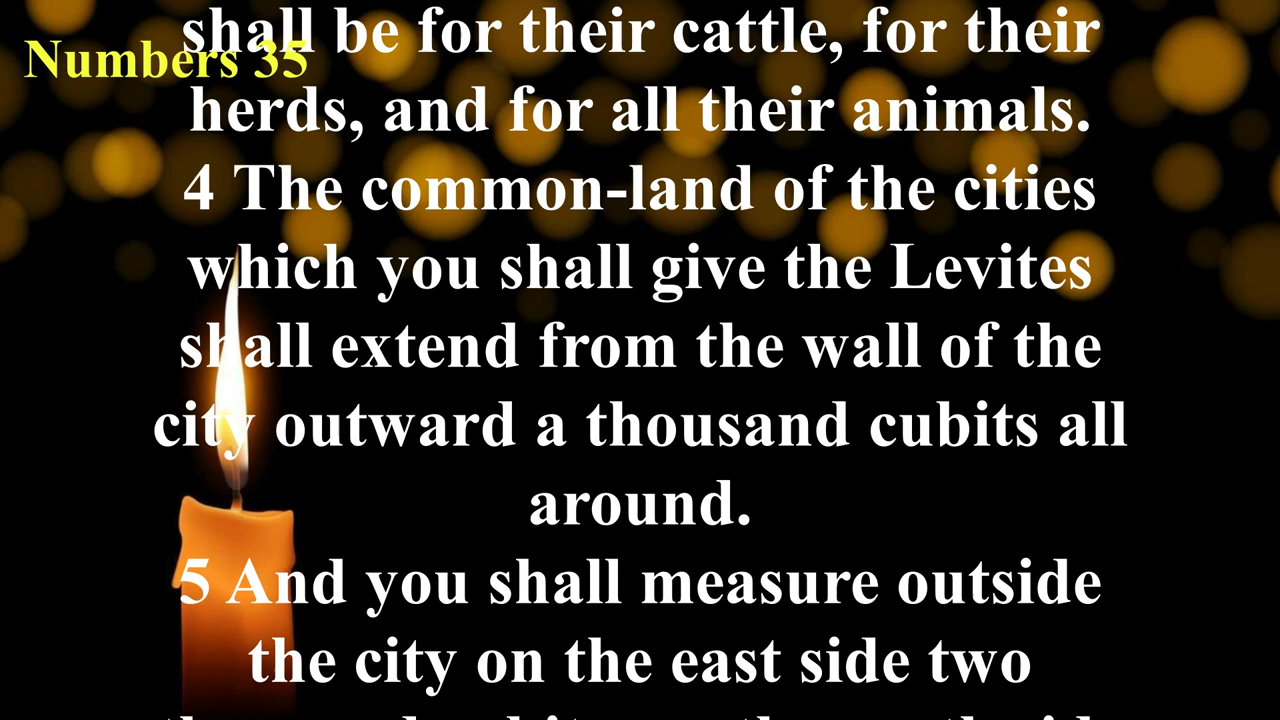 Numbers 35
shall be for their cattle, for their
herds, and for all their animals.
4 The common-land of the cities
which you shall give the Levites
shall extend from the wall of the
city outward a thousand cubits all
around.
5 And you shall measure outside
the city on the east side two